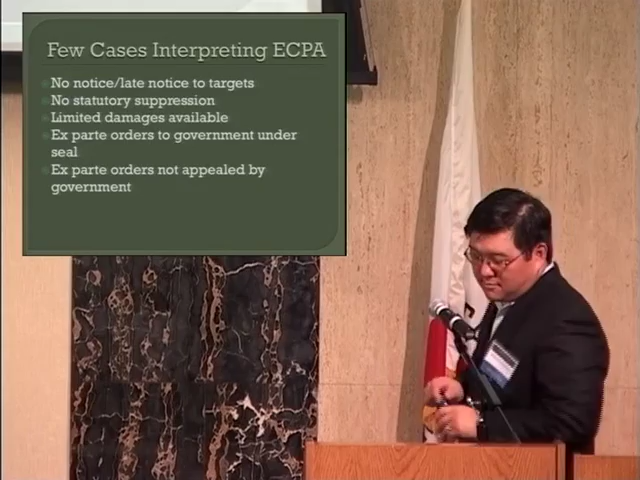 Few Cases Interpreting ECPA
No notice/late notice to targets
No statutory suppression
Limited damages available
Ex parte orders to government under
seal
Ex parte orders not appealed by
government